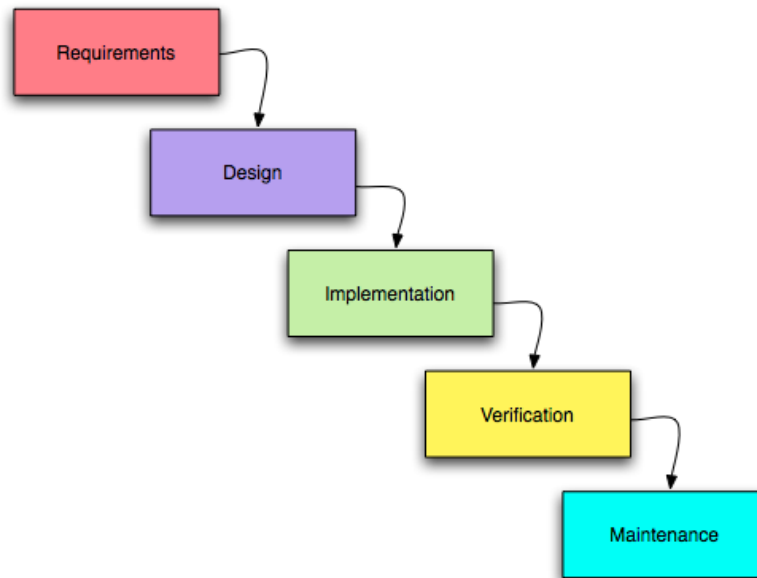 Requirements
Design
Implementation
Verification
Maintenance